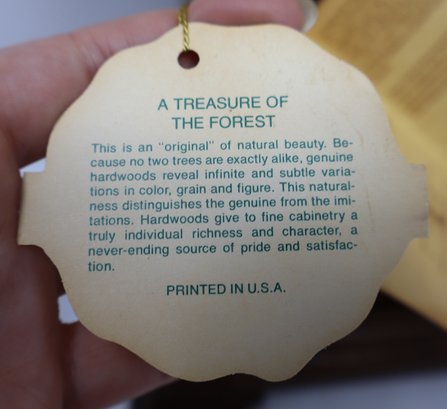 A TREASURE OF
THE FOREST
This is an "original" of natural beauty. Be-
cause no two trees are exactly alike, genuine
hardwoods reveal infinite and subtle varia-
tions in color, grain and figure. This natural-
ness distinguishes the genuine from the imi-
tations. Hardwoods give to fine cabinetry a
truly individual richness and character, a
never-ending source of pride and satisfac-
tion.
PRINTED IN U.S.A.